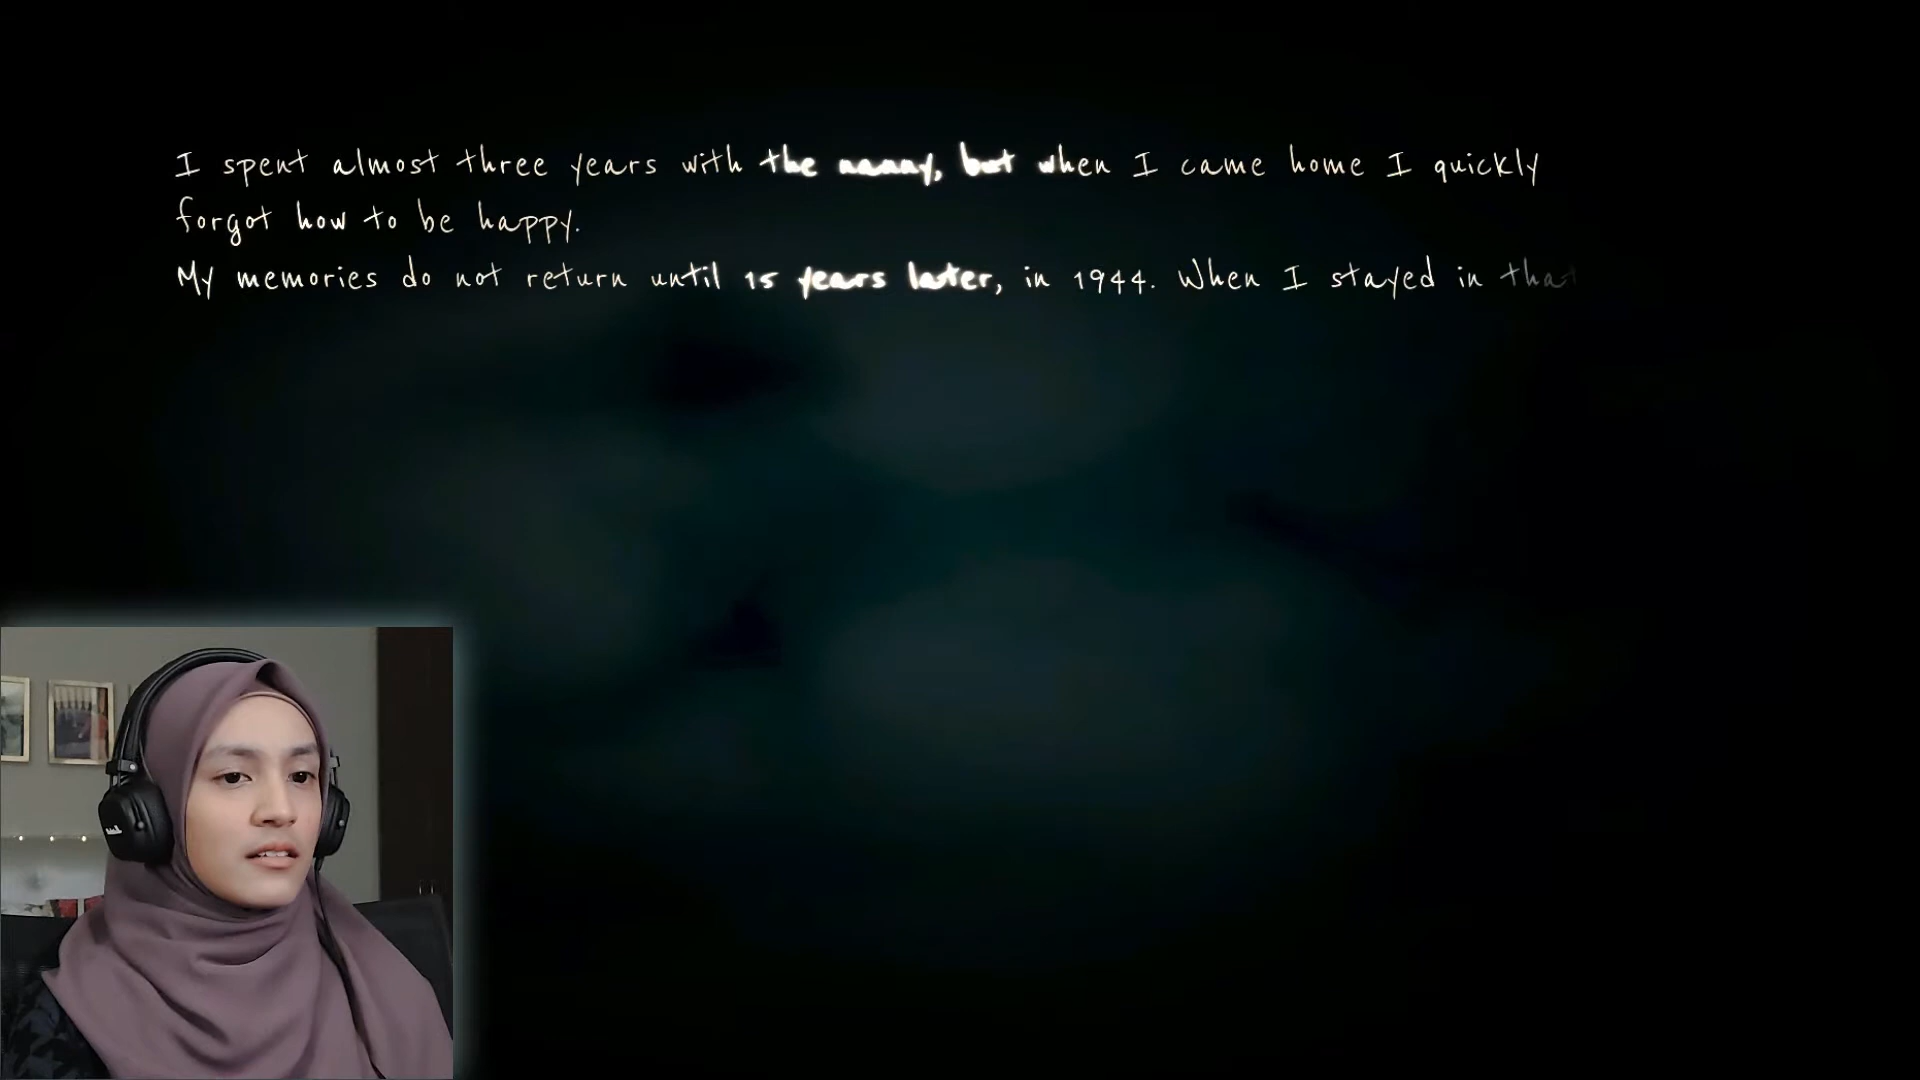 I spent almost three years with the nanny, but when I came home I quickly
forgot how to be happy.
My memories do not return until 15 years later, in 1944. When I stayed in that